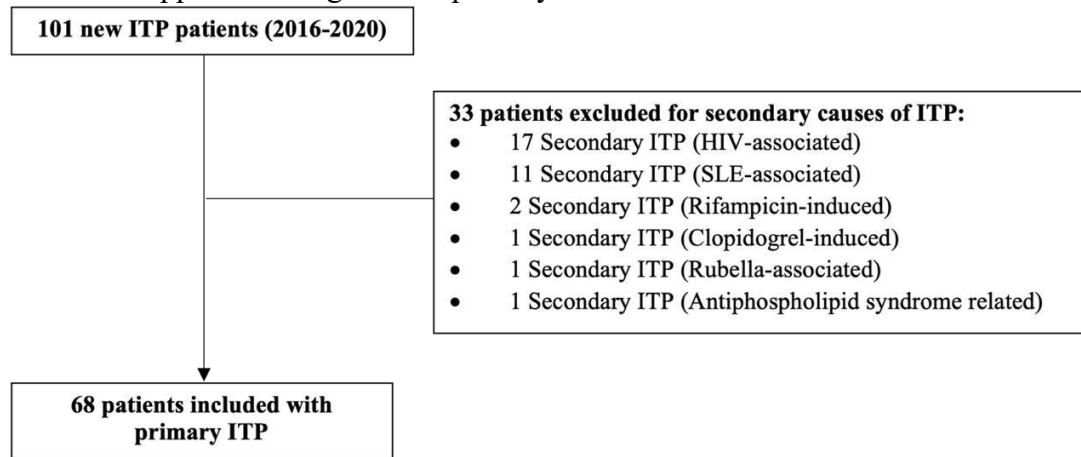 101 new ITP patients (2016-2020)
33 patients excluded for secondary causes of ITP:
• 17 Secondary ITP (HIV-associated)
• 11 Secondary ITP (SLE-associated)
• 2 Secondary ITP (Rifampicin-induced)
• 1 Secondary ITP (Clopidogrel-induced)
• 1 Secondary ITP (Rubella-associated)
• 1 Secondary ITP (Antiphospholipid syndrome related)
68 patients included with
primary ITP